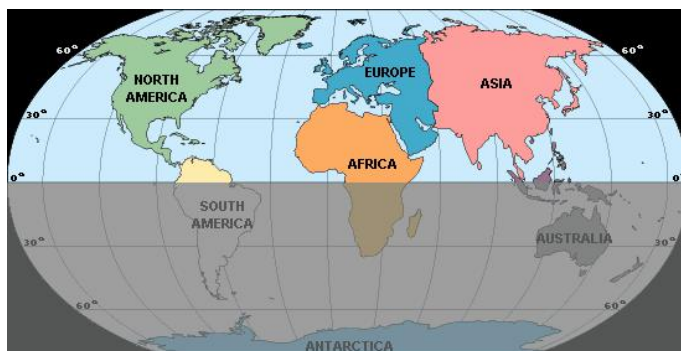 60°
60°
NORTH
AMERICA
EUROPE
ASIA
30°
30°
AFRICA
0°
0°
SOUTH
AMERICA
AUSTRALIA
30°
30°
60°
60°
ANTARCTICA